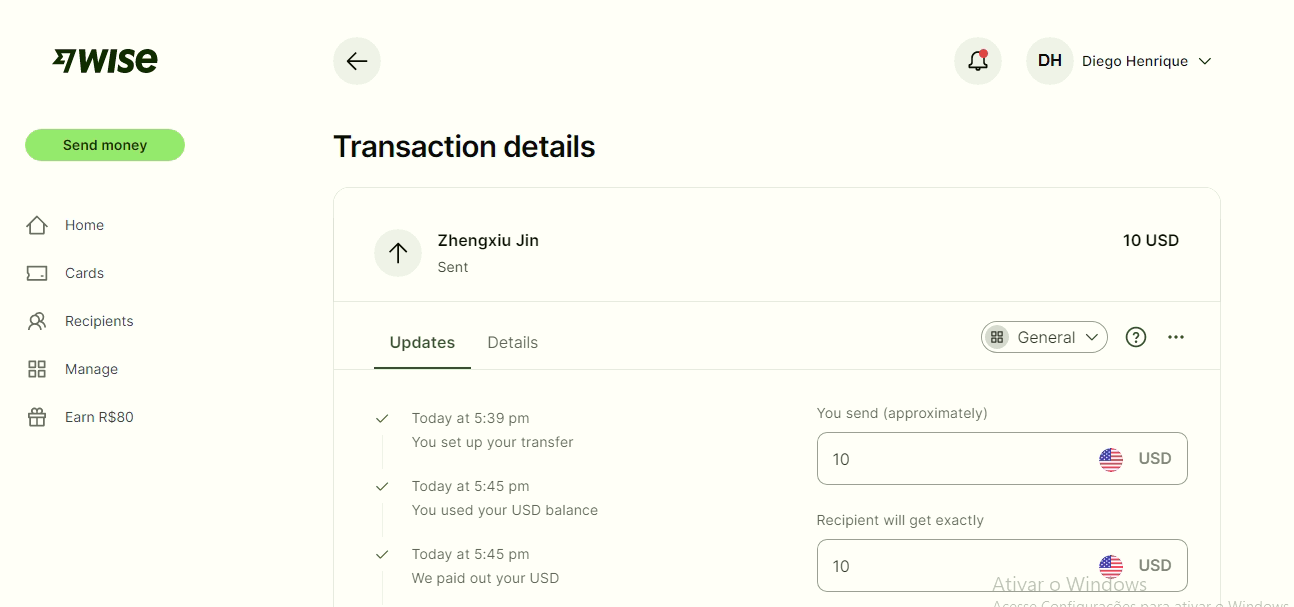 WISE
DH
Diego Henrique
Send money
Transaction details
Home
Cards
Recipients
Manage
Earn R$80
Zhengxiu Jin
10 USD
Sent
Updates
Details
General
?
Today at 5:39 pm
You set up your transfer
Today at 5:45 pm
You used your USD balance
Today at 5:45 pm
We paid out your USD
You send (approximately)
10
USD
Recipient will get exactly
10
USD
Ativar o Windows
Acesse Configurações para ativar o Windows.